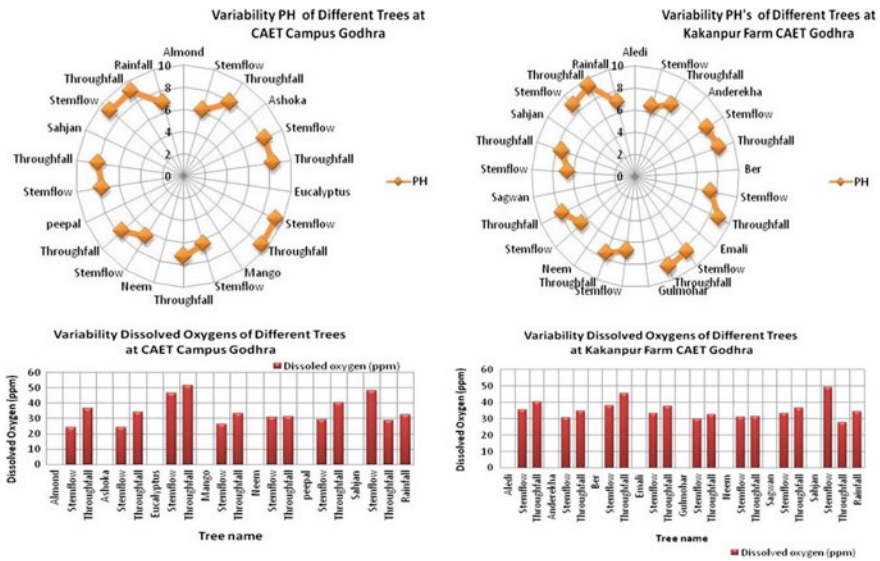 Variability PH of Different Trees at
CAET Campus Godhra
Almond
Stemflow
Throughfall
Ashoka
Stemflow
Throughfall
Eucalyptus
Stemflow
Throughfall
Mango
Stemflow
Throughfall
Neem
Stemflow
Throughfall
peepal
Stemflow
Throughfall
Sahjan
Stemflow
Throughfall
Rainfall
10
8
6
4
2
0
PH
Variability PH's of Different Trees at
Kakanpur Farm CAET Godhra
Aledi
Stemflow
Throughfall
Anderekha
Stemflow
Throughfall
Ber
Stemflow
Throughfall
Emali
Stemflow
Throughfall
Gulmohar
Stemflow
Throughfall
Neem
Stemflow
Throughfall
Sagwan
Stemflow
Throughfall
Sahjan
Stemflow
Throughfall
Rainfall
10
8
6
4
2
0
PH
Variability Dissolved Oxygens of Different Trees
at CAET Campus Godhra
Dissoled oxygen (ppm)
Dissolved Oxygen (ppm)
60
50
40
30
20
10
0
Almond
Stemflow
Throughfall
Ashoka
Stemflow
Throughfall
Eucalyptus
Stemflow
Throughfall
Mango
Stemflow
Throughfall
Neem
Stemflow
Throughfall
peepal
Stemflow
Throughfall
Sahjan
Stemflow
Throughfall
Rainfall
Tree name
Variability Dissolved Oxygens of Different Trees
at Kakanpur Farm CAET Godhra
Dissolved Oxygen (ppm)
60
50
40
30
20
10
0
Aledi
Stemflow
Throughfall
Anderekha
Stemflow
Throughfall
Ber
Stemflow
Throughfall
Emali
Stemflow
Throughfall
Gulmohar
Stemflow
Throughfall
Neem
Stemflow
Throughfall
Sagwan
Stemflow
Throughfall
Sahjan
Stemflow
Throughfall
Rainfall
Tree name
Dissolved oxygen (ppm)